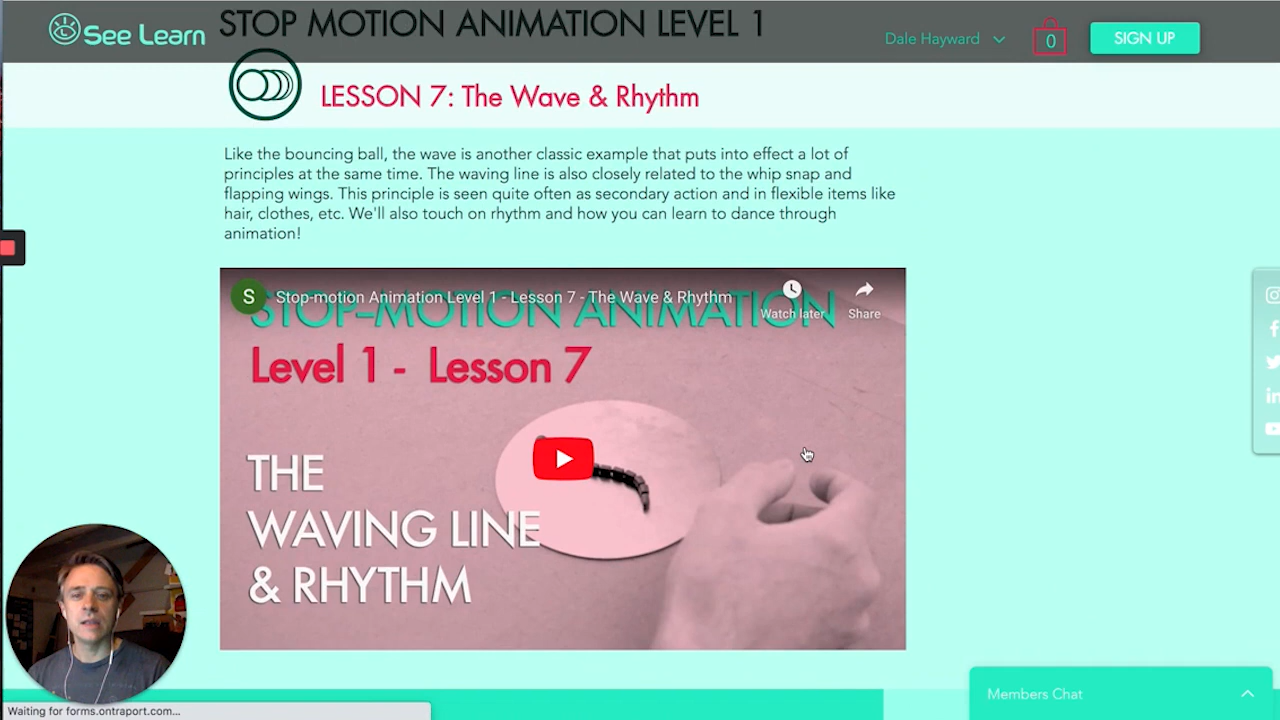 See Learn
STOP MOTION ANIMATION LEVEL 1
Dale Hayward
0
SIGN UP
LESSON 7: The Wave & Rhythm
Like the bouncing ball, the wave is another classic example that puts into effect a lot of
principles at the same time. The waving line is also closely related to the whip snap and
flapping wings. This principle is seen quite often as secondary action and in flexible items like
hair, clothes, etc. We'll also touch on rhythm and how you can learn to dance through
animation!
S
Stop-motion Animation Level 1 - Lesson 7 - The Wave & Rhythm
Watch later
Share
STOP-MOTION ANIMATION
Level 1 - Lesson 7
THE
WAVING LINE
& RHYTHM
Members Chat
Waiting for forms.ontraport.com...